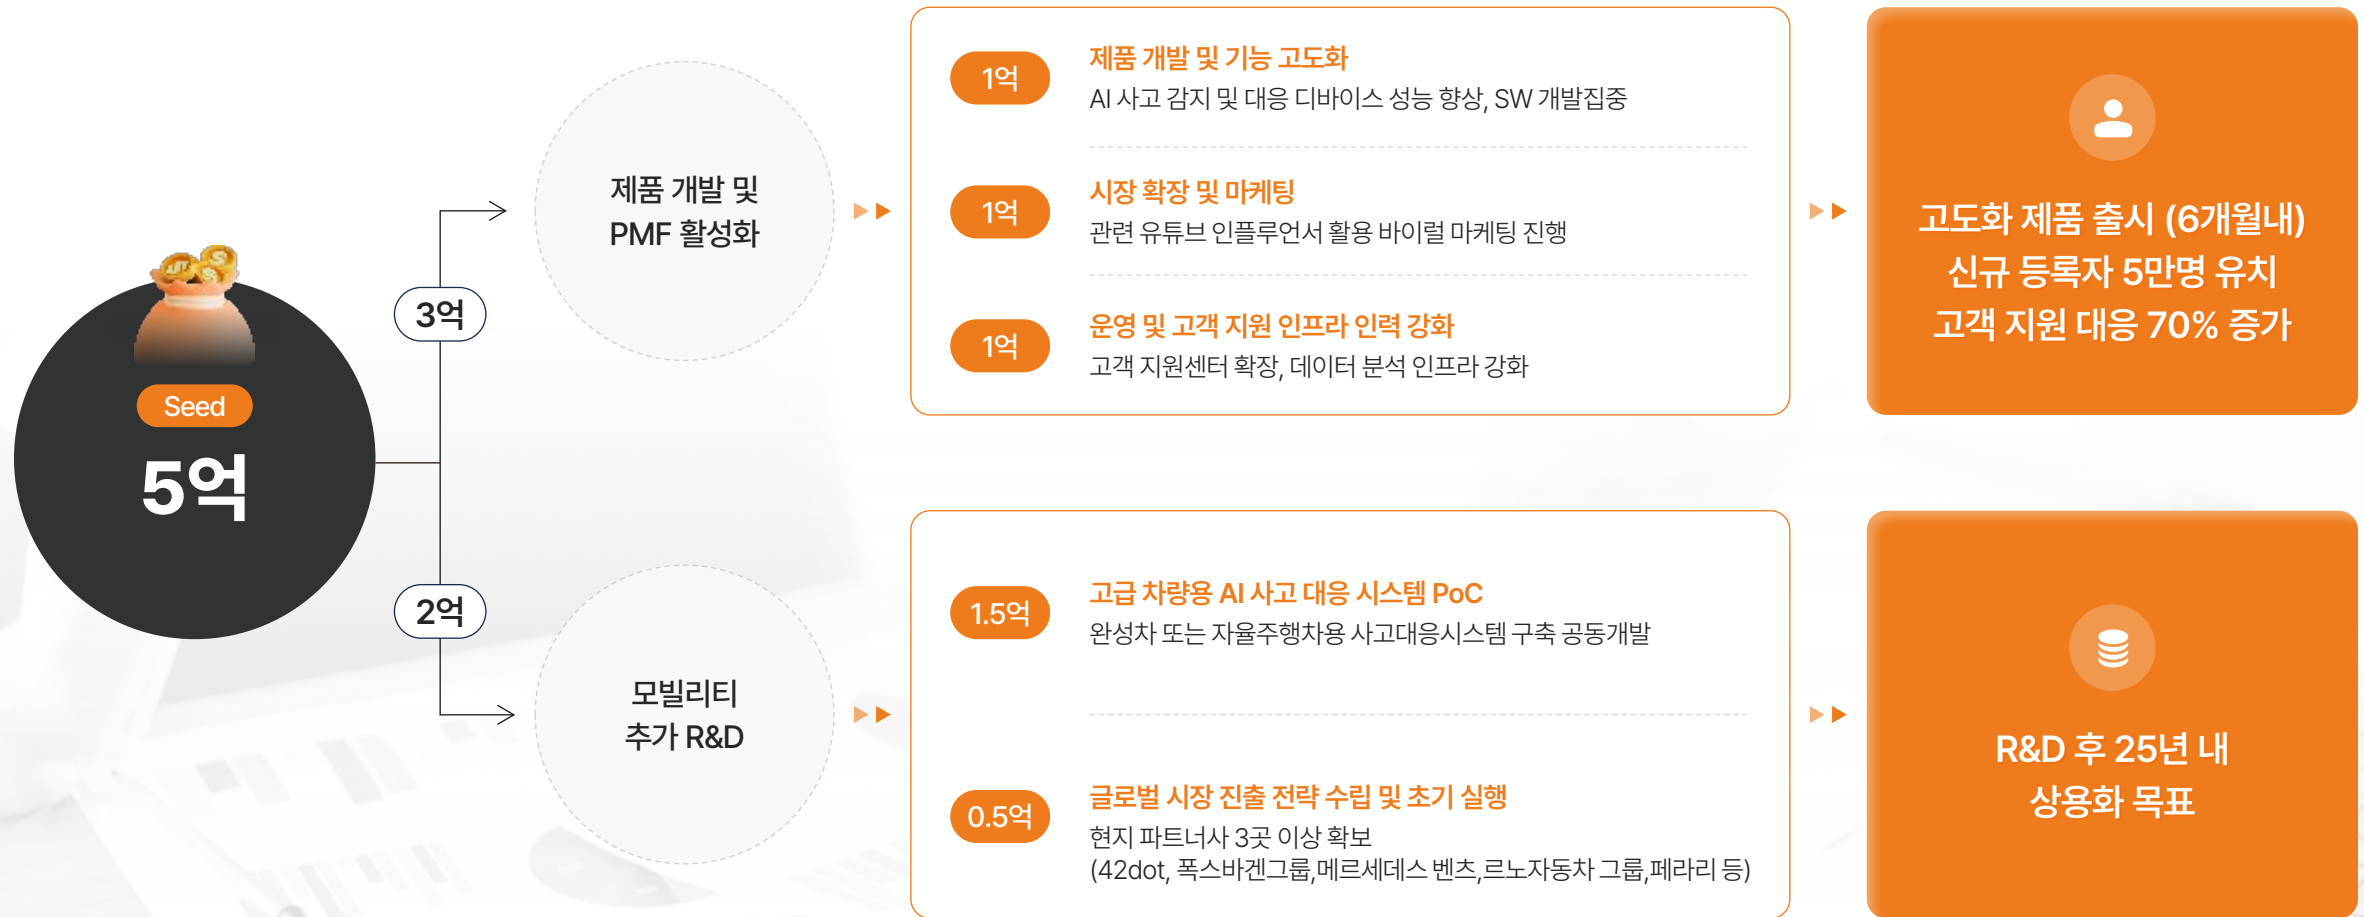 Seed
5억
3억
2억
제품 개발 및
PMF 활성화
1억
제품 개발 및 기능 고도화
AI 사고 감지 및 대응 디바이스 성능 향상, SW 개발집중
1억
시장 확장 및 마케팅
관련 유튜브 인플루언서 활용 바이럴 마케팅 진행
1억
운영 및 고객 지원 인프라 인력 강화
고객 지원센터 확장, 데이터 분석 인프라 강화
고도화 제품 출시 (6개월내)
신규 등록자 5만명 유치
고객 지원 대응 70% 증가
모빌리티
추가 R&D
1.5억
고급 차량용 AI 사고 대응 시스템 PoC
완성차 또는 자율주행차용 사고대응시스템 구축 공동개발
0.5억
글로벌 시장 진출 전략 수립 및 초기 실행
현지 파트너사 3곳 이상 확보
(42dot, 폭스바겐그룹,메르세데스 벤츠,르노자동차 그룹,페라리 등)
R&D 후 25년 내
상용화 목표